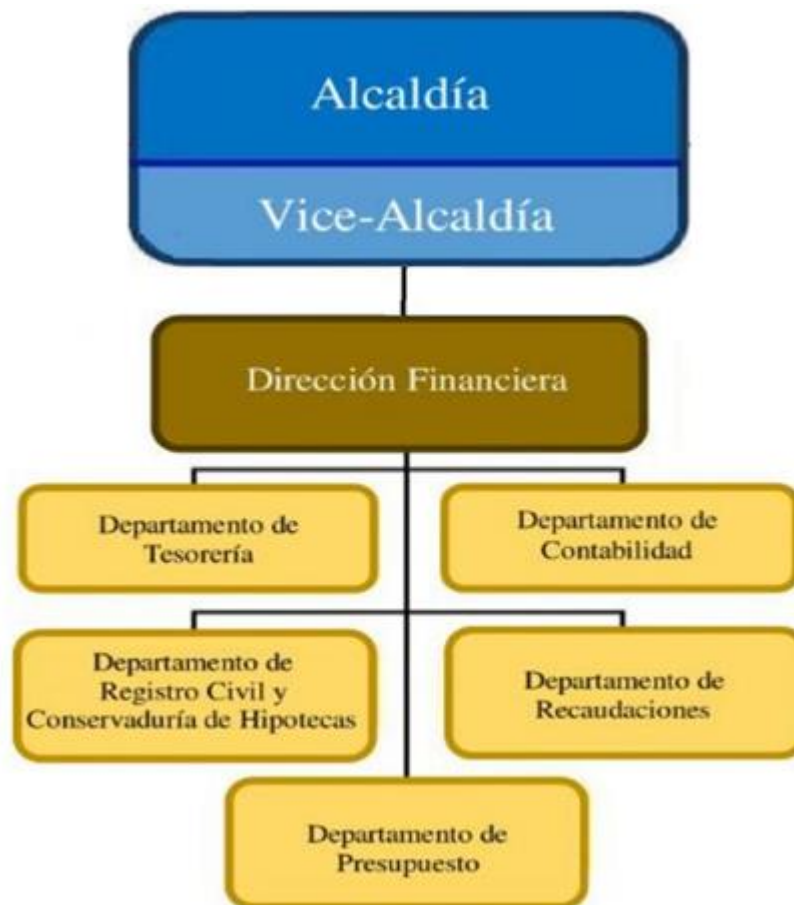 Alcaldía
Vice-Alcaldía
Dirección Financiera
Departamento de
Tesorería
Departamento de
Contabilidad
Departamento de
Registro Civil y
Conservaduría de Hipotecas
Departamento de
Recaudaciones
Departamento de
Presupuesto